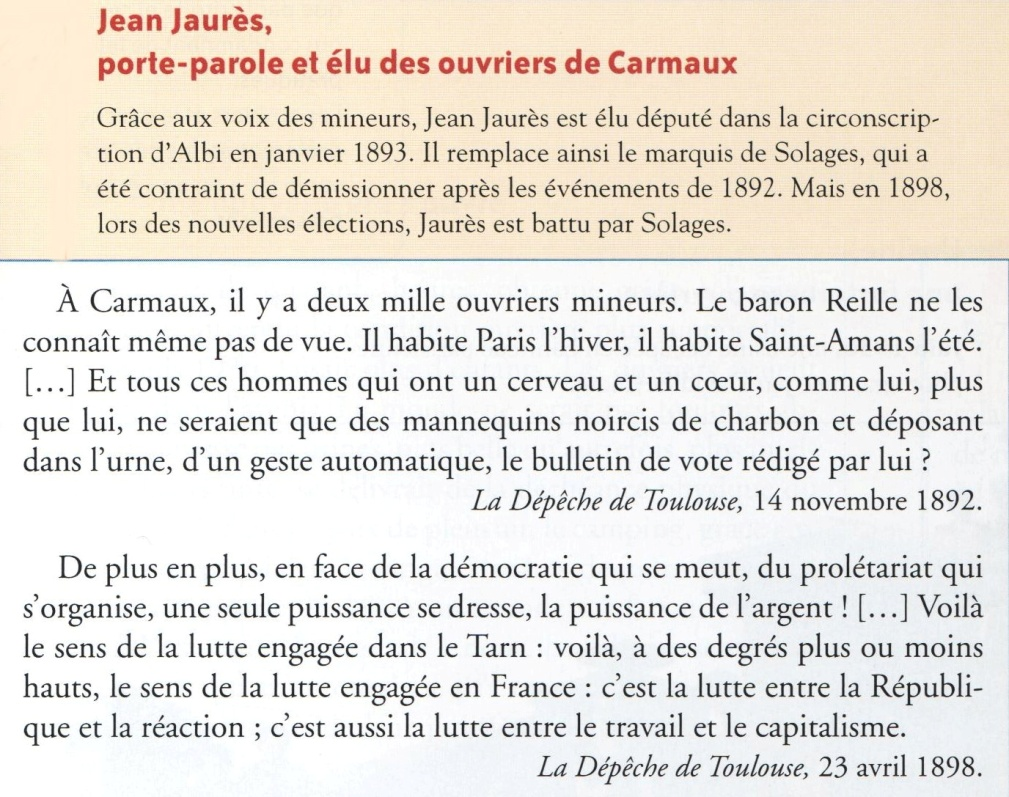 Jean Jaurès,
porte-parole et élu des ouvriers de Carmaux
Grâce aux voix des mineurs, Jean Jaurès est élu député dans la circonscrip-
tion d'Albi en janvier 1893. Il remplace ainsi le marquis de Solages, qui a
été contraint de démissionner après les événements de 1892. Mais en 1898,
lors des nouvelles élections, Jaurès est battu par Solages.
À Carmaux, il y a deux mille ouvriers mineurs. Le baron Reille ne les
connaît même pas de vue. Il habite Paris l'hiver, il habite Saint-Amans l'été.
[…] Et tous ces hommes qui ont un cerveau et un cœur, comme lui, plus
que lui, ne seraient que des mannequins noircis de charbon et déposant
dans l'urne, d'un geste automatique, le bulletin de vote rédigé par lui ?
La Dépêche de Toulouse, 14 novembre 1892.
De plus en plus, en face de la démocratie qui se meut, du prolétariat qui
s'organise, une seule puissance se dresse, la puissance de l'argent ! […] Voilà
le sens de la lutte engagée dans le Tarn : voilà, à des degrés plus ou moins
hauts, le sens de la lutte engagée en France : c'est la lutte entre la Républi-
que et la réaction ; c'est aussi la lutte entre le travail et le capitalisme.
La Dépêche de Toulouse, 23 avril 1898.